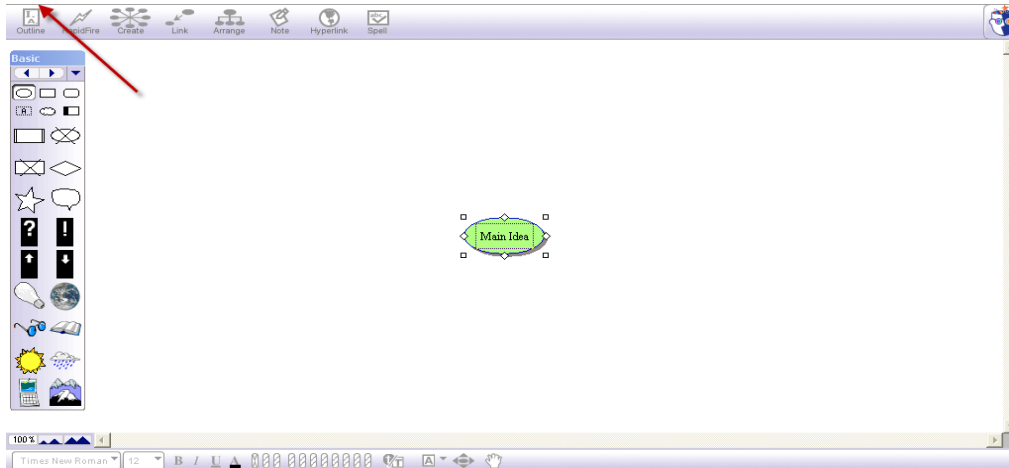 Outline RapidFire Create Link Arrange Note Hyperlink Spell
Basic
A
? !
Main Idea
100%
Times New Roman 12 B I U A A